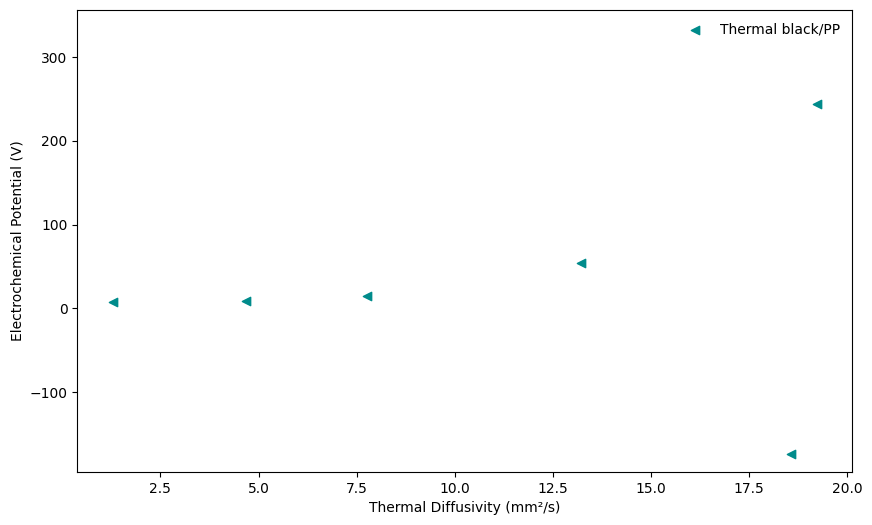 Thermal black/PP
300
200
100
0
−100
Electrochemical Potential (V)
2.5 5.0 7.5 10.0 12.5 15.0 17.5 20.0
Thermal Diffusivity (mm²/s)